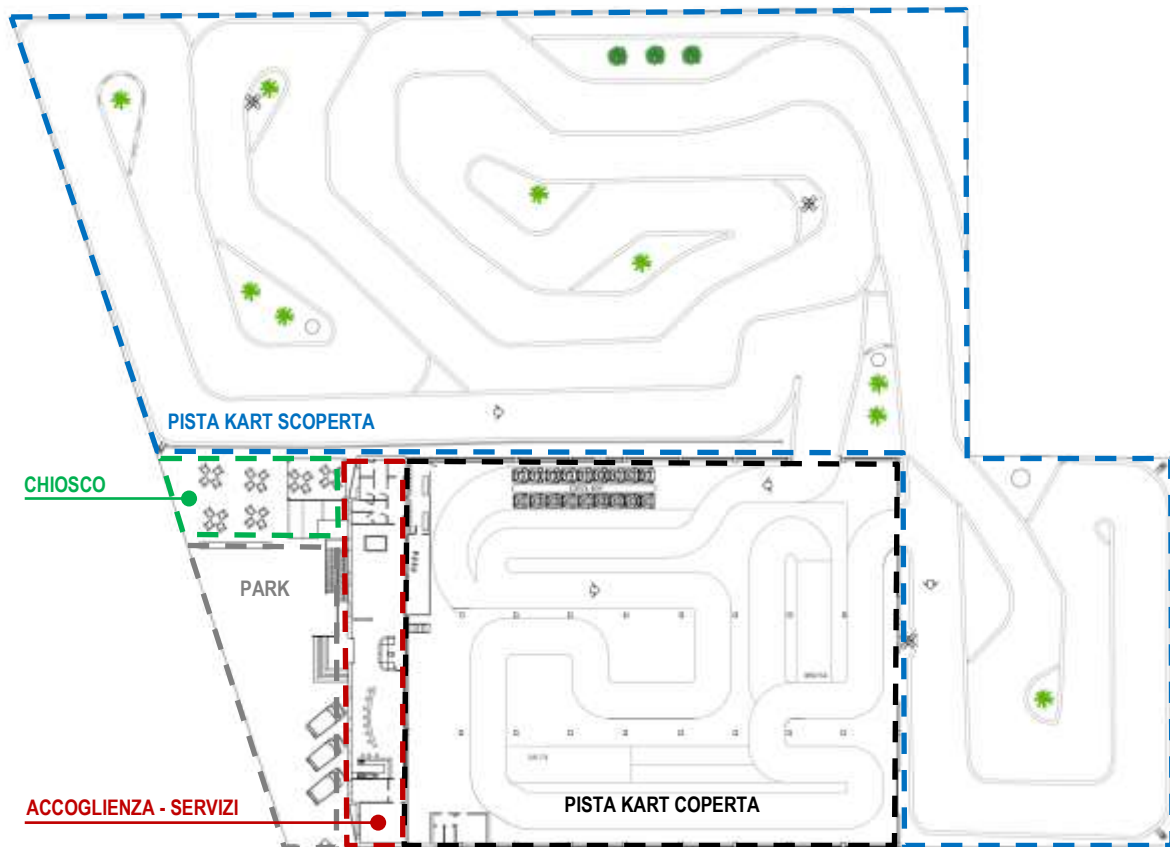 PISTA KART SCOPERTA
CHIOSCO
PARK
ACCOGLIENZA - SERVIZI
PISTA KART COPERTA